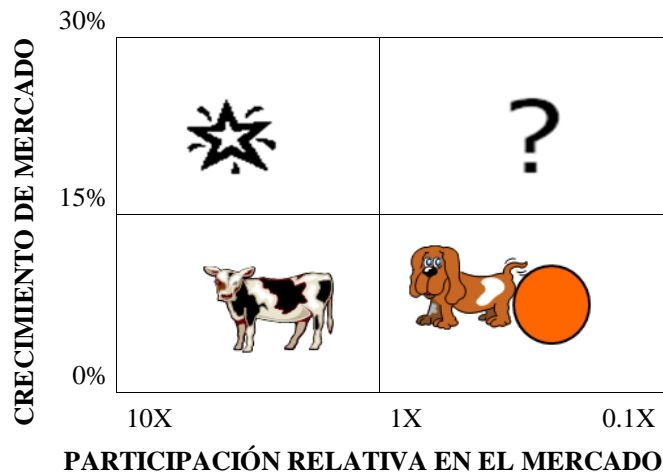 30%
CRECIMIENTO DE MERCADO
?
15%
0%
10X
1X
0.1X
PARTICIPACIÓN RELATIVA EN EL MERCADO